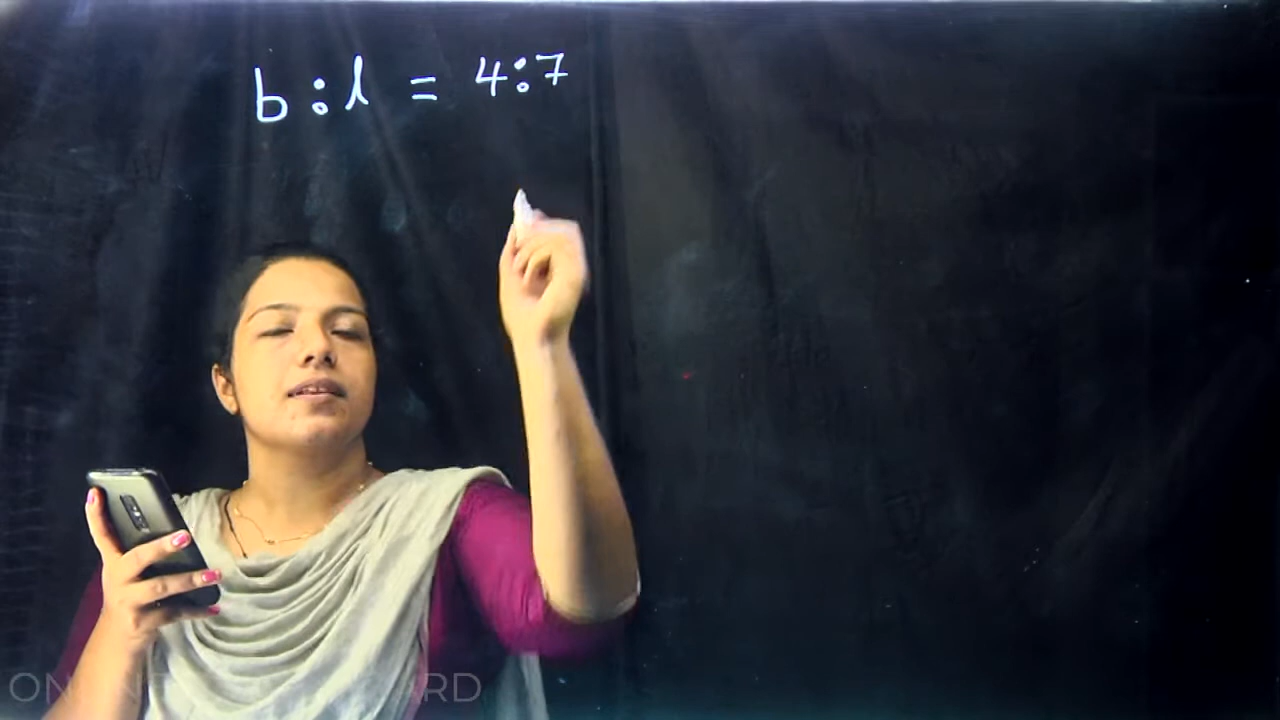 b : l = 4 : 7